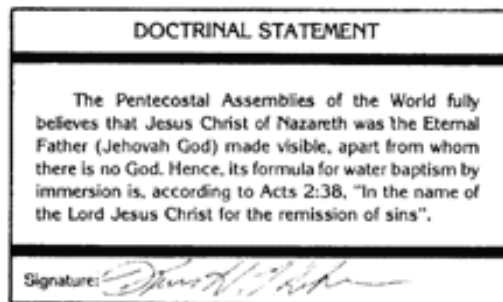 DOCTRINAL STATEMENT
The Pentecostal Assemblies of the World fully
believes that Jesus Christ of Nazareth was the Eternal
Father (Jehovah God) made visible, apart from whom
there is no God. Hence, its formula for water baptism by
immersion is, according to Acts 2:38, "In the name of
the Lord Jesus Christ for the remission of sins".
Signature: